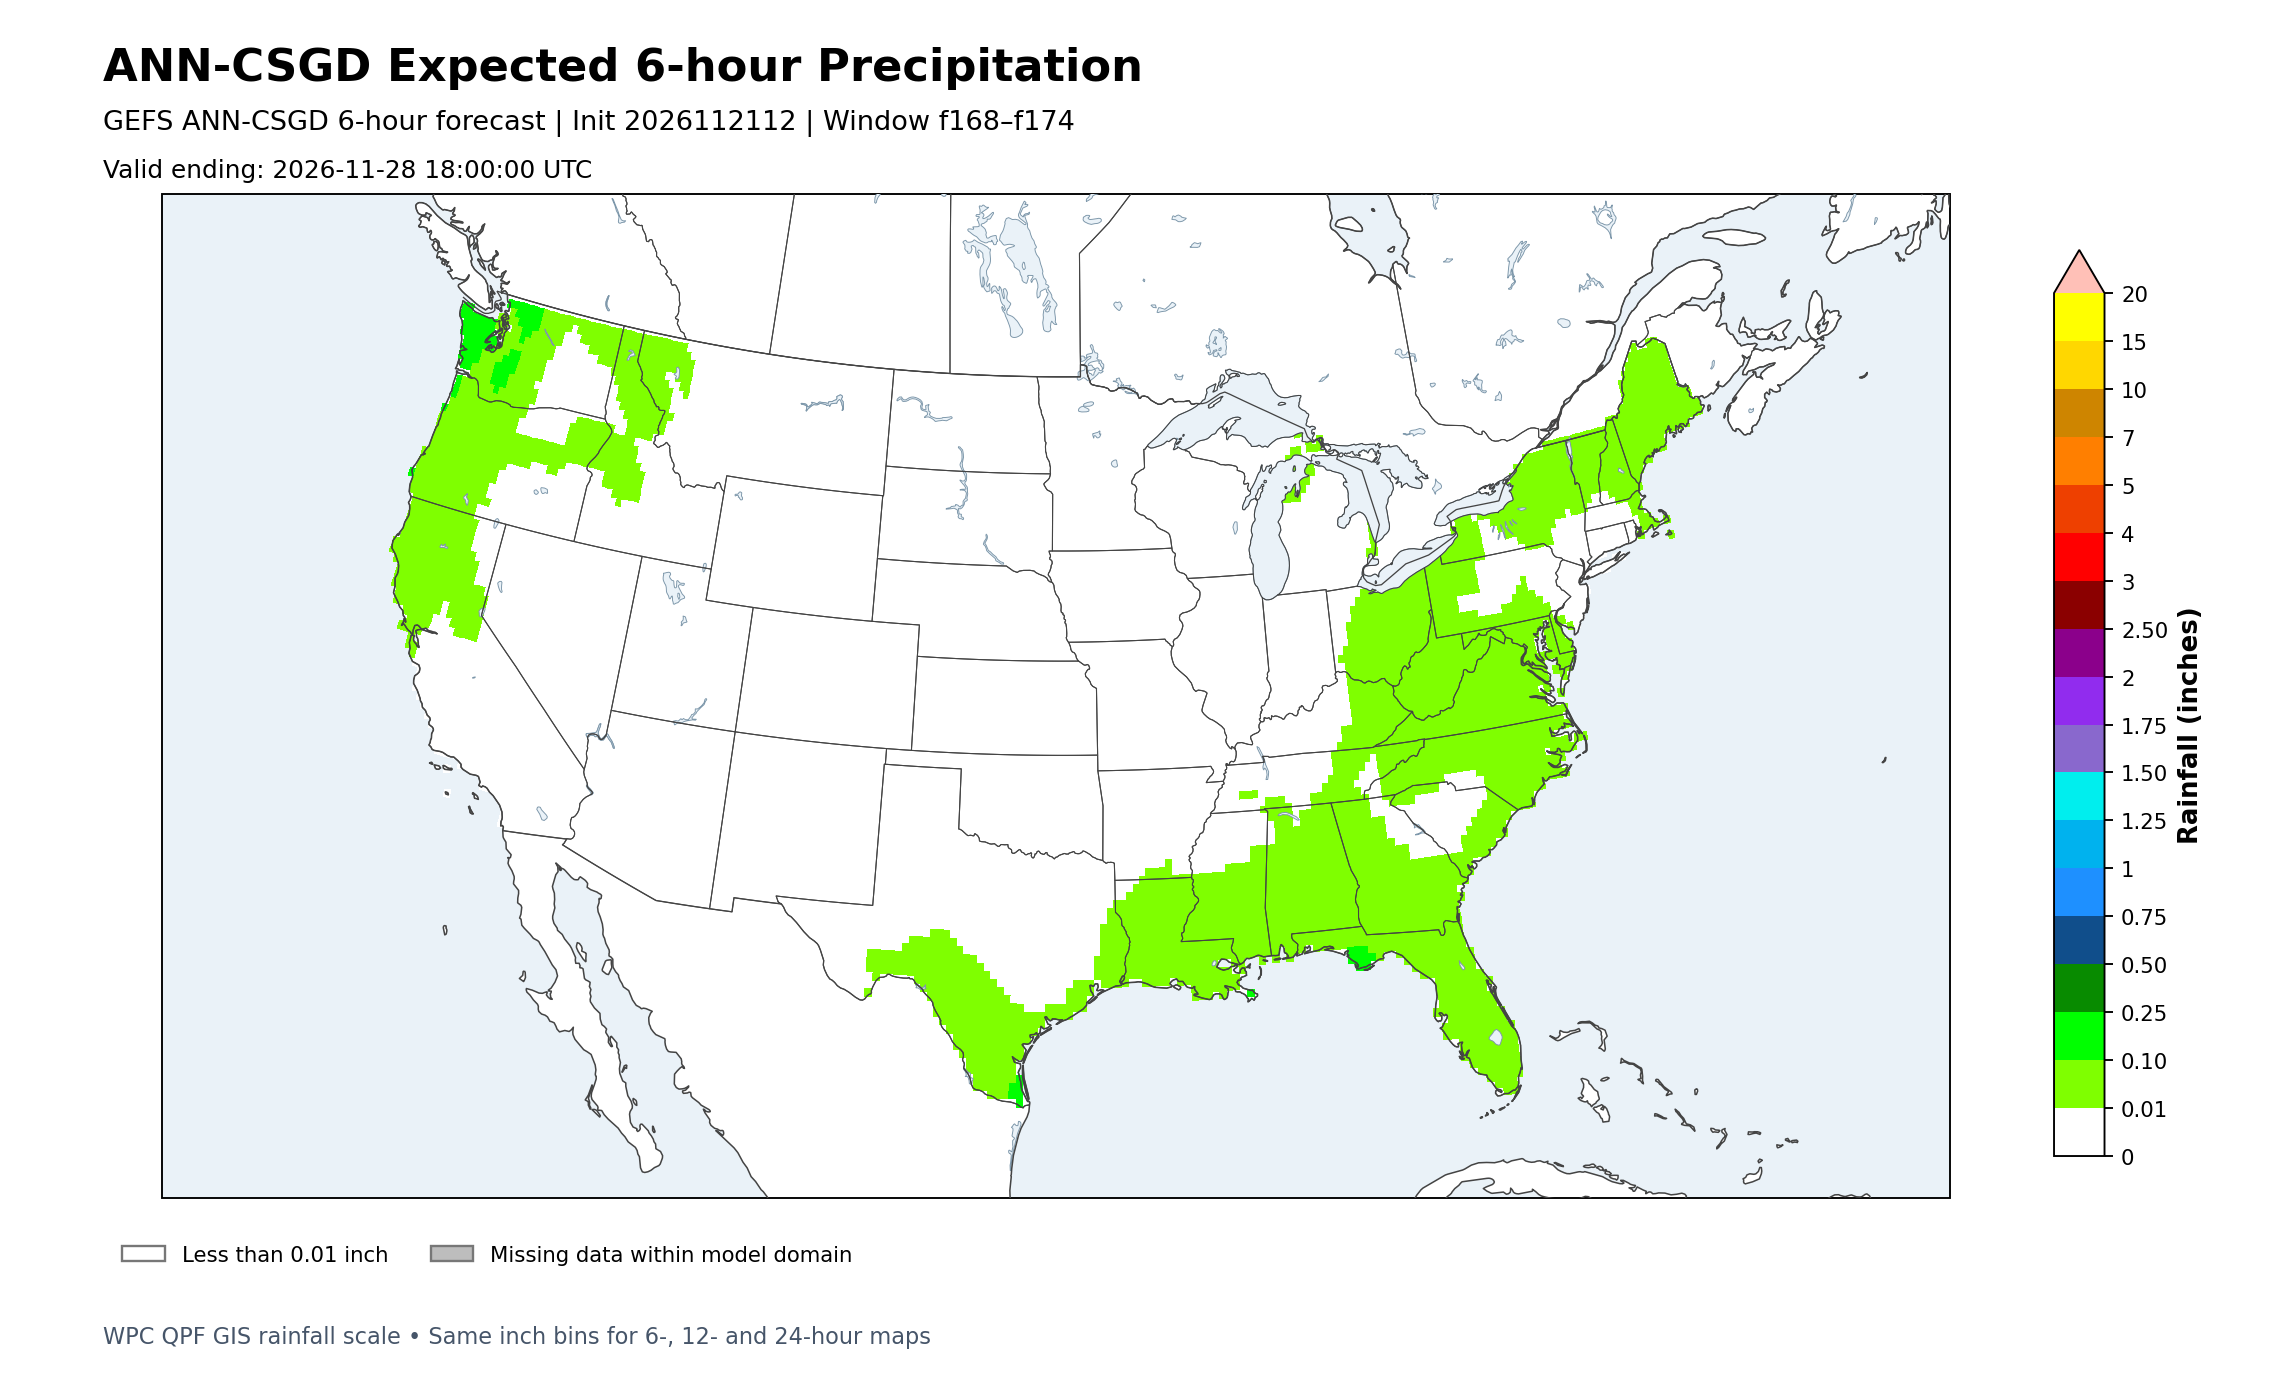 ANN-CSGD Expected 6-hour Precipitation
GEFS ANN-CSGD 6-hour forecast | Init 2026112112 | Window f168–f174
Valid ending: 2026-11-28 18:00:00 UTC
20
15
10
7
5
4
3
2.50
2
1.75
1.50
1.25
1
0.75
0.50
0.25
0.10
0.01
0
Rainfall (inches)
Less than 0.01 inch
Missing data within model domain
WPC QPF GIS rainfall scale • Same inch bins for 6-, 12- and 24-hour maps